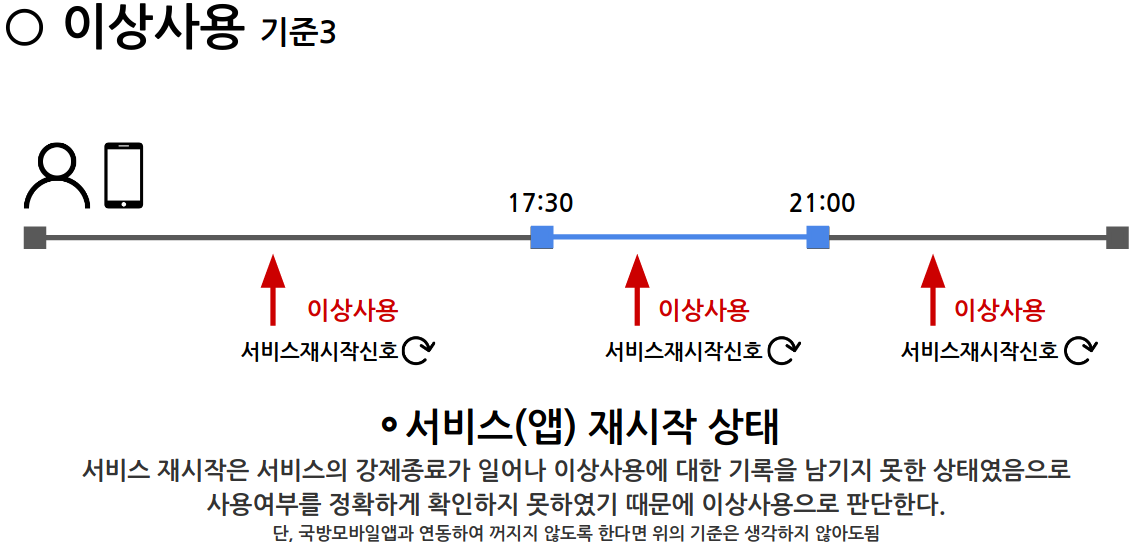 ○ 이상사용 기준3
17:30 21:00
이상사용 이상사용 이상사용
서비스재시작신호 서비스재시작신호 서비스재시작신호
서비스(앱) 재시작 상태
서비스 재시작은 서비스의 강제종료가 일어나 이상사용에 대한 기록을 남기지 못한 상태였음으로
사용여부를 정확하게 확인하지 못하였기 때문에 이상사용으로 판단한다.
단, 국방모바일앱과 연동하여 꺼지지 않도록 한다면 위의 기준은 생각하지 않아도됨